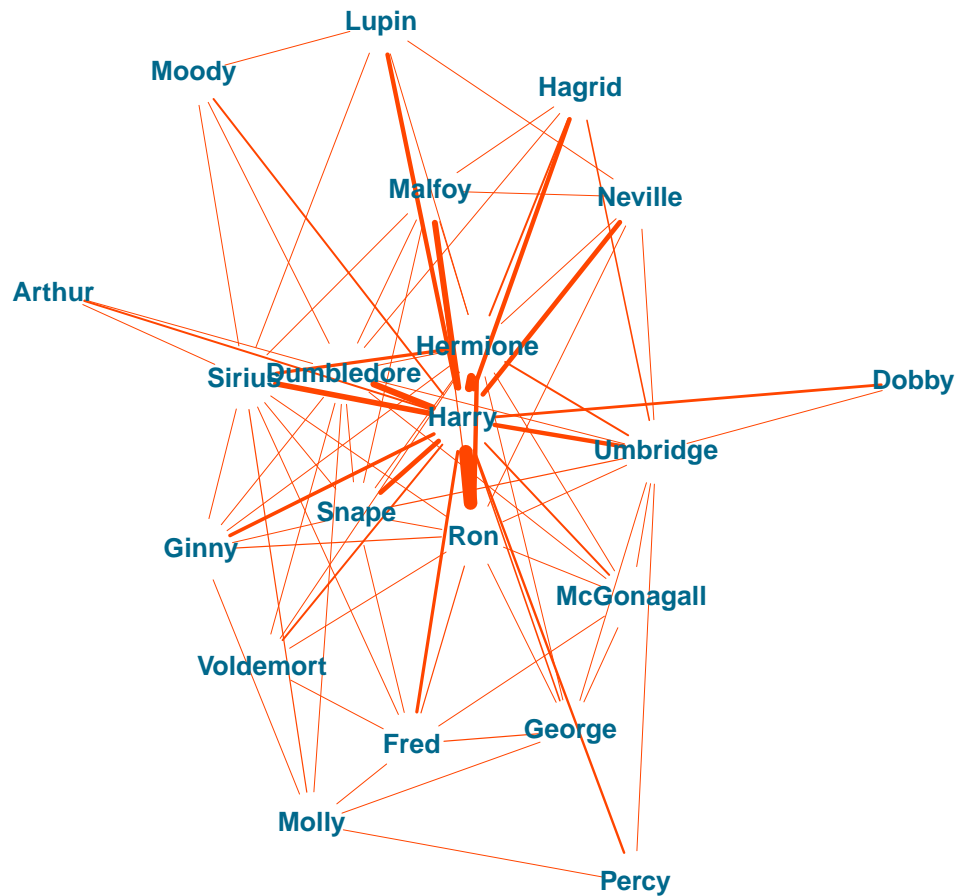 Lupin
Moody
Hagrid
Malfoy
Neville
Arthur
Hermione
Sirius
Dumbledore
Dobby
Harry
Umbridge
Snape
Ron
Ginny
McGonagall
Voldemort
George
Fred
Molly
Percy